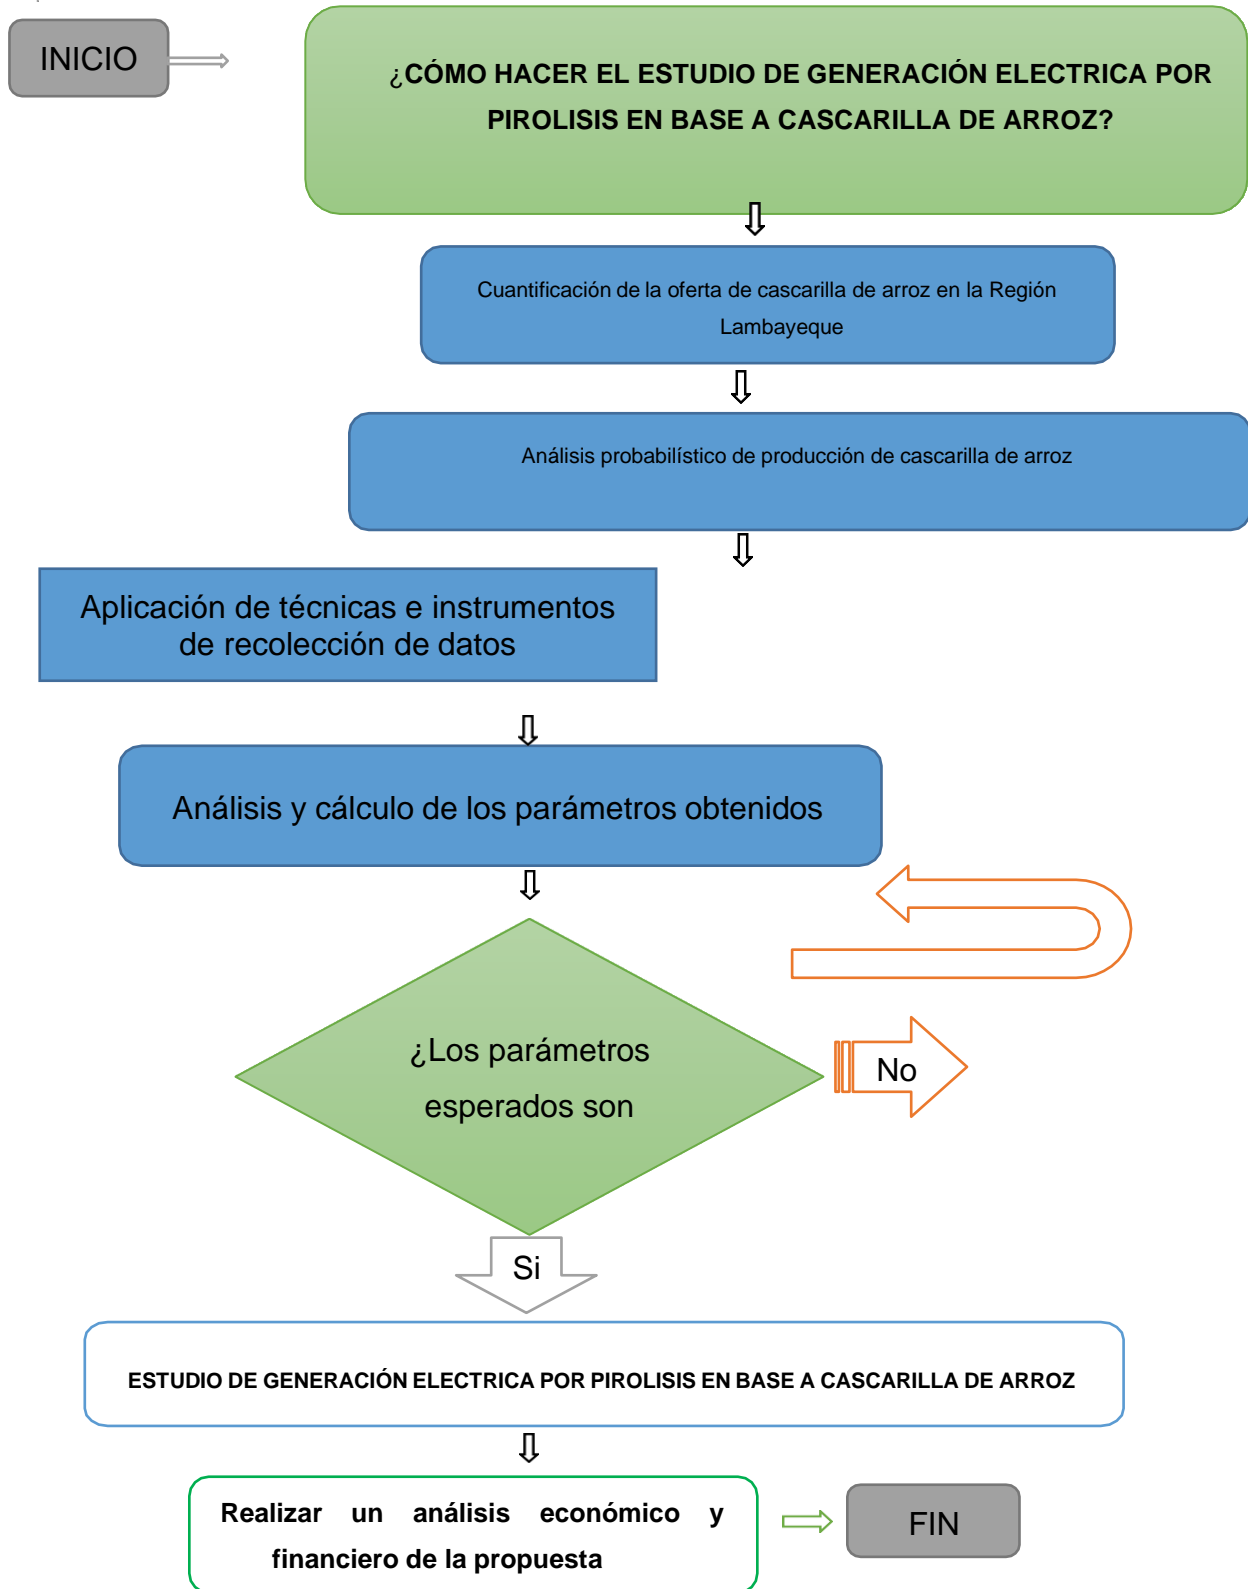 INICIO
¿CÓMO HACER EL ESTUDIO DE GENERACIÓN ELECTRICA POR
PIROLISIS EN BASE A CASCARILLA DE ARROZ?
Cuantificación de la oferta de cascarilla de arroz en la Región
Lambayeque
Análisis probabilístico de producción de cascarilla de arroz
Aplicación de técnicas e instrumentos
de recolección de datos
Análisis y cálculo de los parámetros obtenidos
¿Los parámetros
esperados son
No
Si
ESTUDIO DE GENERACIÓN ELECTRICA POR PIROLISIS EN BASE A CASCARILLA DE ARROZ
Realizar un análisis económico y
financiero de la propuesta
FIN